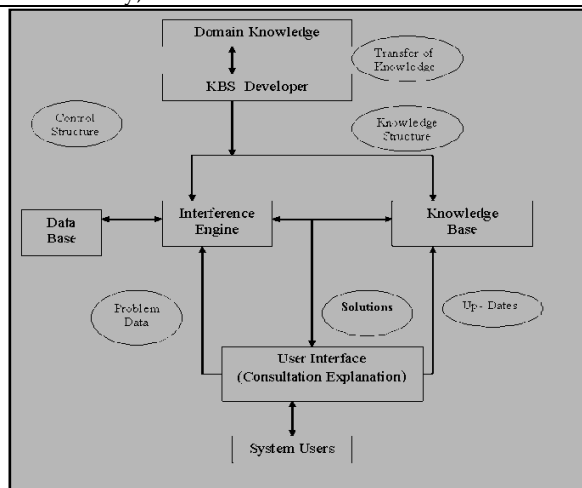 Domain Knowledge
Transfer of
Knowledge
KBS Developer
Control
Structure
Knowledge
Structure
Data
Base
Interference
Engine
Knowledge
Base
Problem
Data
Solutions
Up- Dates
User Interface
(Consultation Explanation)
System Users